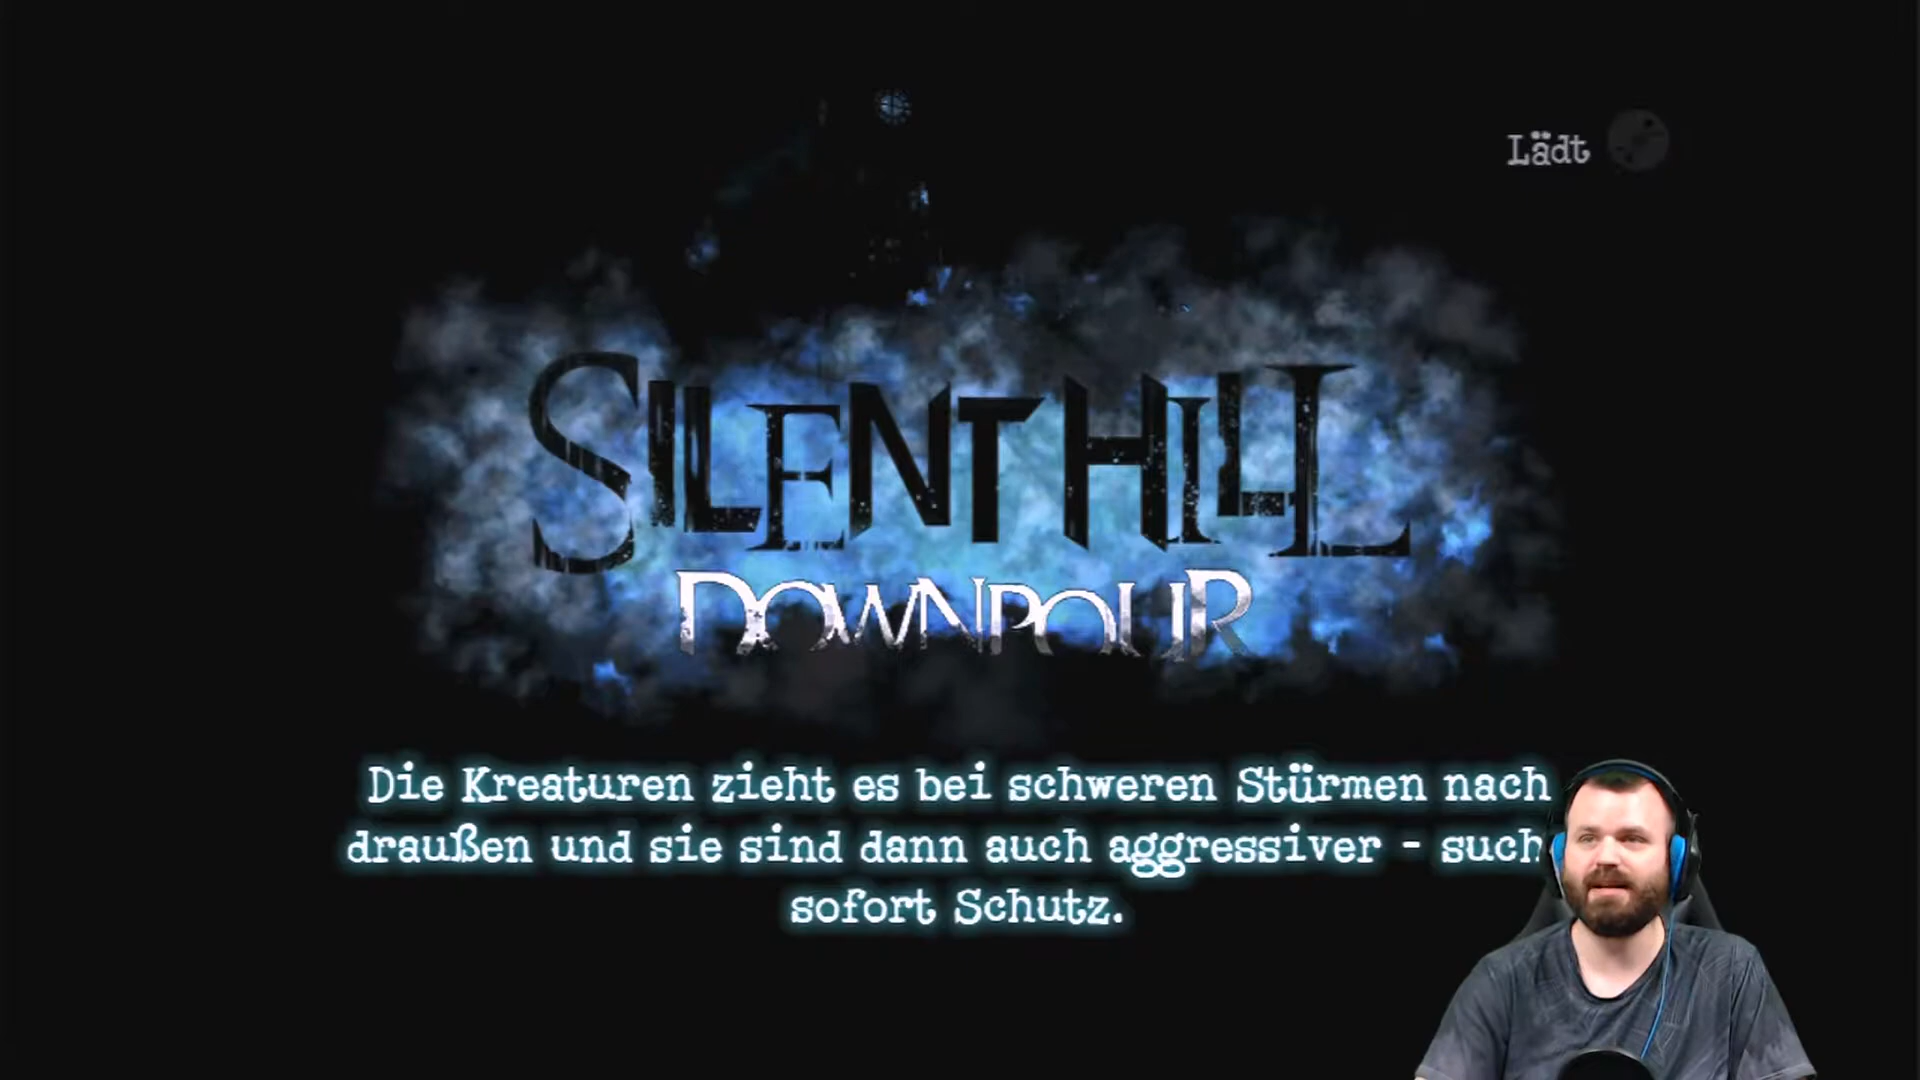 Lädt
SILENT HILL
DOWNPOUR
Die Kreaturen zieht es bei schweren Stürmen nach
draußen und sie sind dann auch aggressiver - such
sofort Schutz.